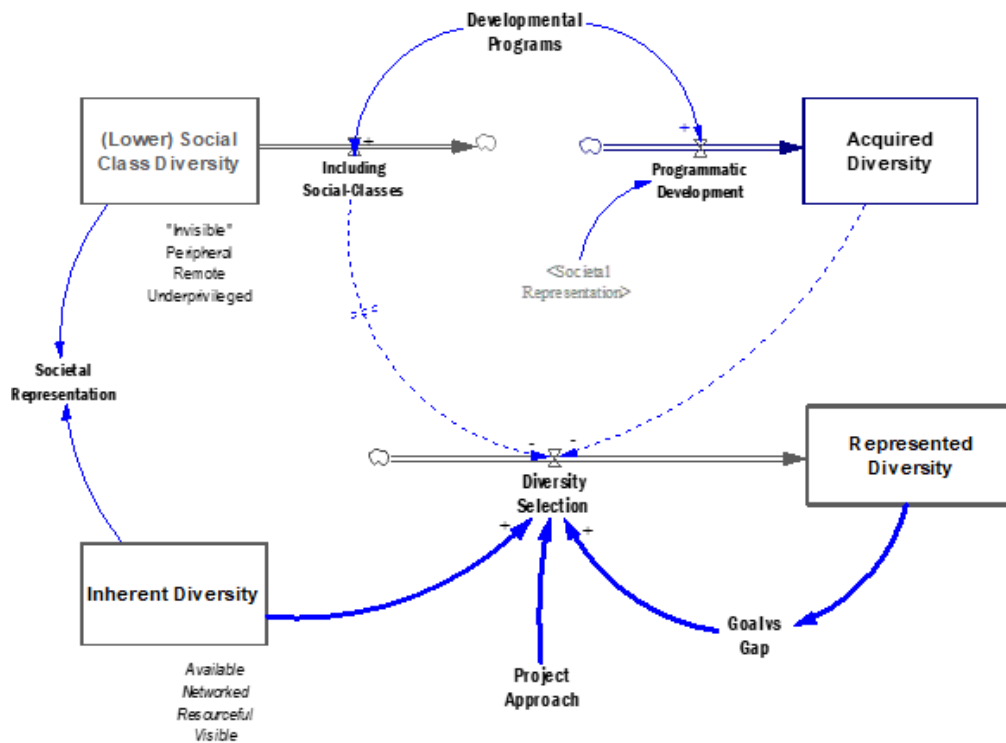 Developmental
Programs
(Lower) Social
Class Diversity
+
Including
Social-Classes
+
Programmatic
Development
Acquired
Diversity
"Invisible"
Peripheral
Remote
Underprivileged
<Societal
Representation>
Societal
Representation
-
-
Diversity
Selection
Represented
Diversity
+
+
Inherent Diversity
Goal vs
Gap
Project
Approach
Available
Networked
Resourceful
Visible